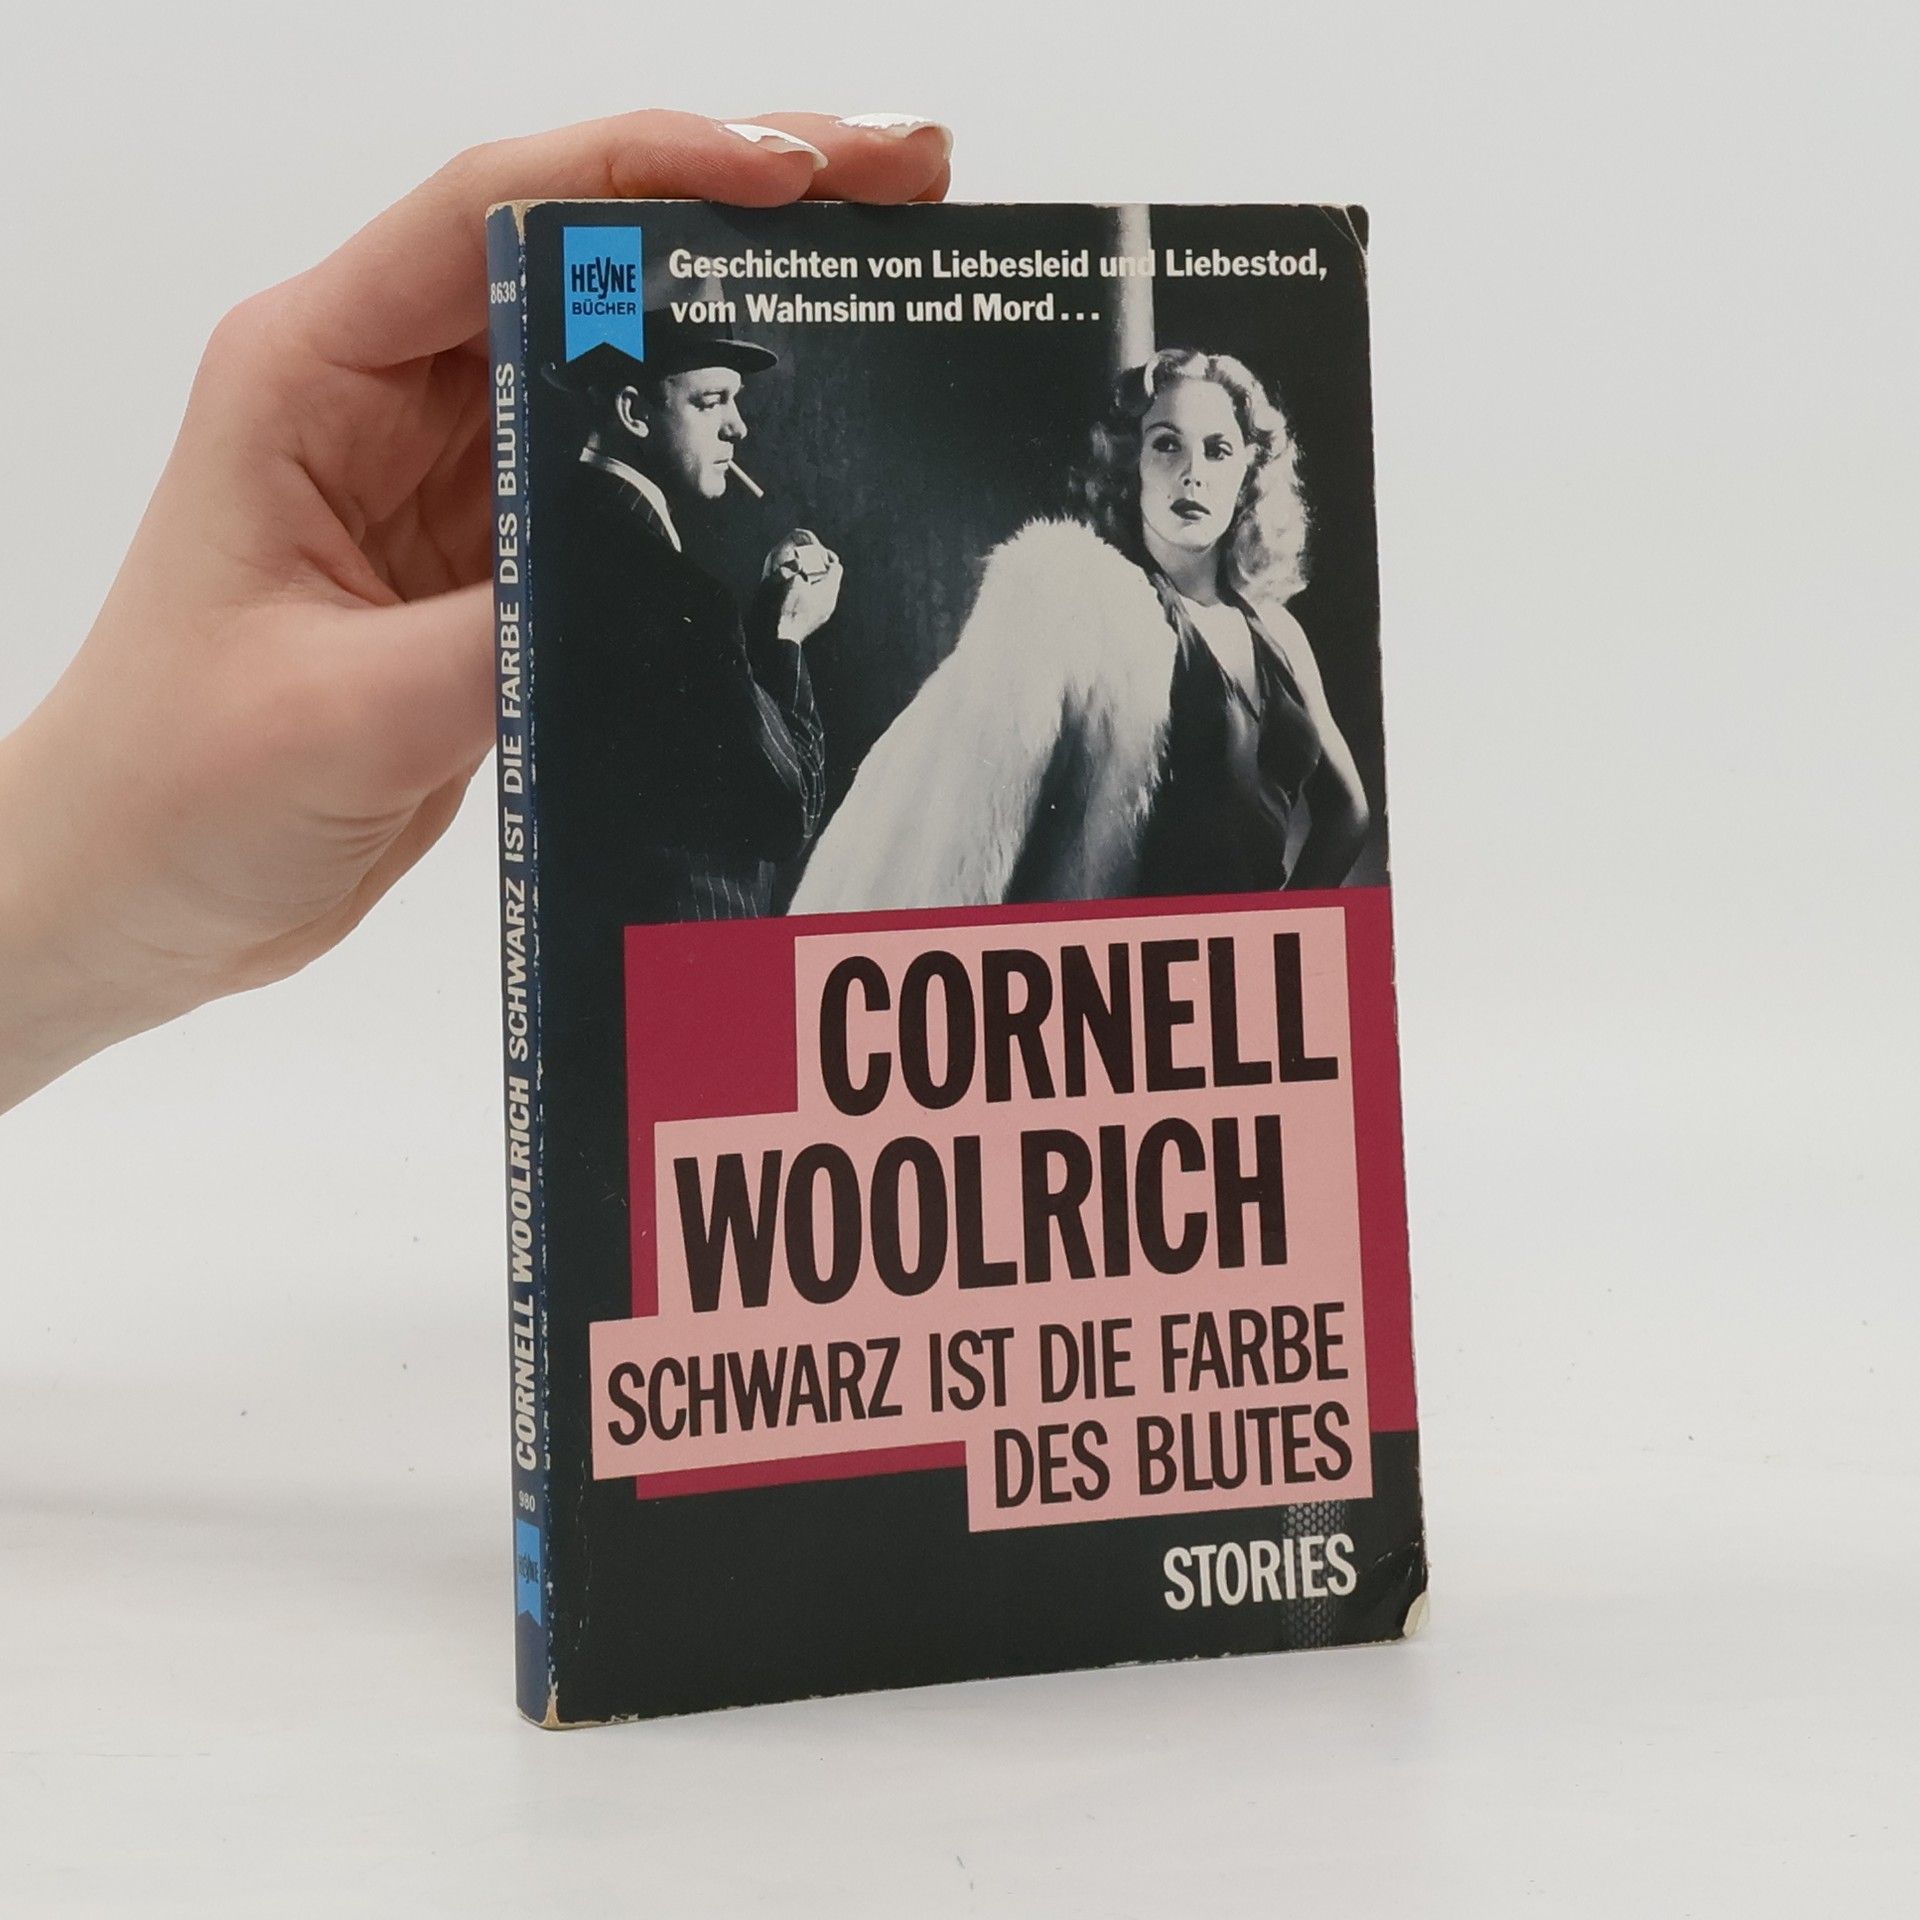 HEYNE
BÜCHER
Geschichten von Liebesleid und Liebestod,
vom Wahnsinn und Mord...
CORNELL
WOOLRICH
SCHWARZ IST DIE FARBE
DES BLUTES
STORIES
8638
CORNELL WOOLRICH SCHWARZ IST DIE FARBE DES BLUTES
980
HEYNE